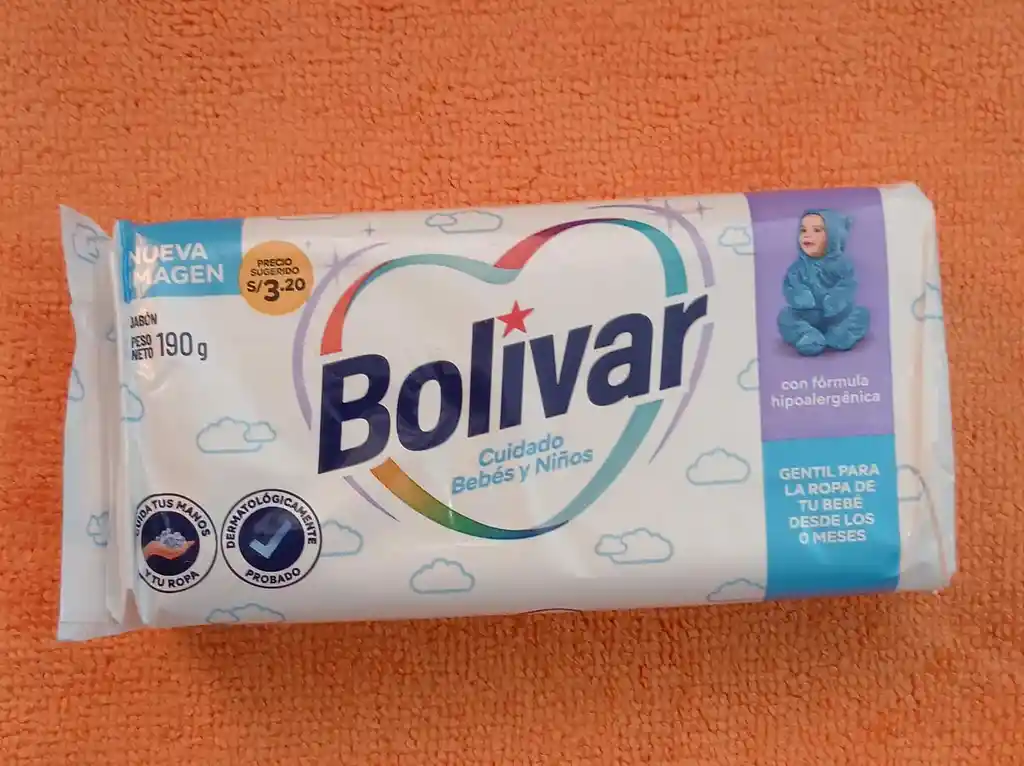 NUEVA
IMAGEN
PRECIO
SUGERIDO
S/3.20
JABÓN
PESO
NETO 190 g
Bolivar
Cuidado
Bebés y Niños
con fórmula
hipoalergénica
GENTIL PARA
LA ROPA DE
TU BEBÉ
DESDE LOS
0 MESES
CUIDA TUS MANOS
Y TU ROPA
DERMATOLÓGICAMENTE
PROBADO